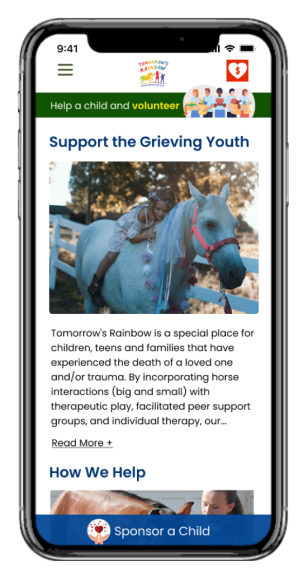 9:41
TOMORROW'S
RAINBOW
$
Help a child and volunteer
Support the Grieving Youth
Tomorrow's Rainbow is a special place for
children, teens and families that have
experienced the death of a loved one
and/or trauma. By incorporating horse
interactions (big and small) with
therapeutic play, facilitated peer support
groups, and individual therapy, our...
Read More +
How We Help
Sponsor a Child